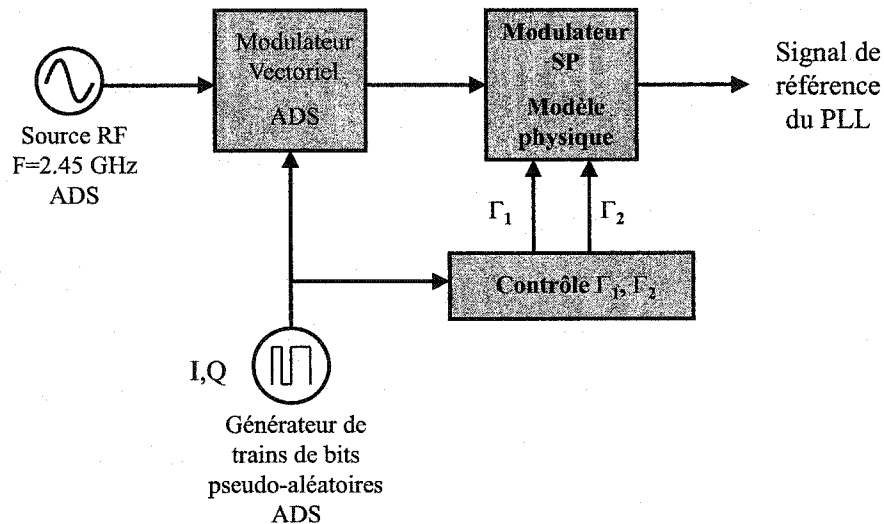 Source RF
F=2.45 GHz
ADS
Modulateur
Vectoriel
ADS
Modulateur
SP
Modèle
physique
Signal de
référence
du PLL
Γ₁
Γ₂
Contrôle Γ₁, Γ₂
I,Q
Générateur de
trains de bits
pseudo-aléatoires
ADS